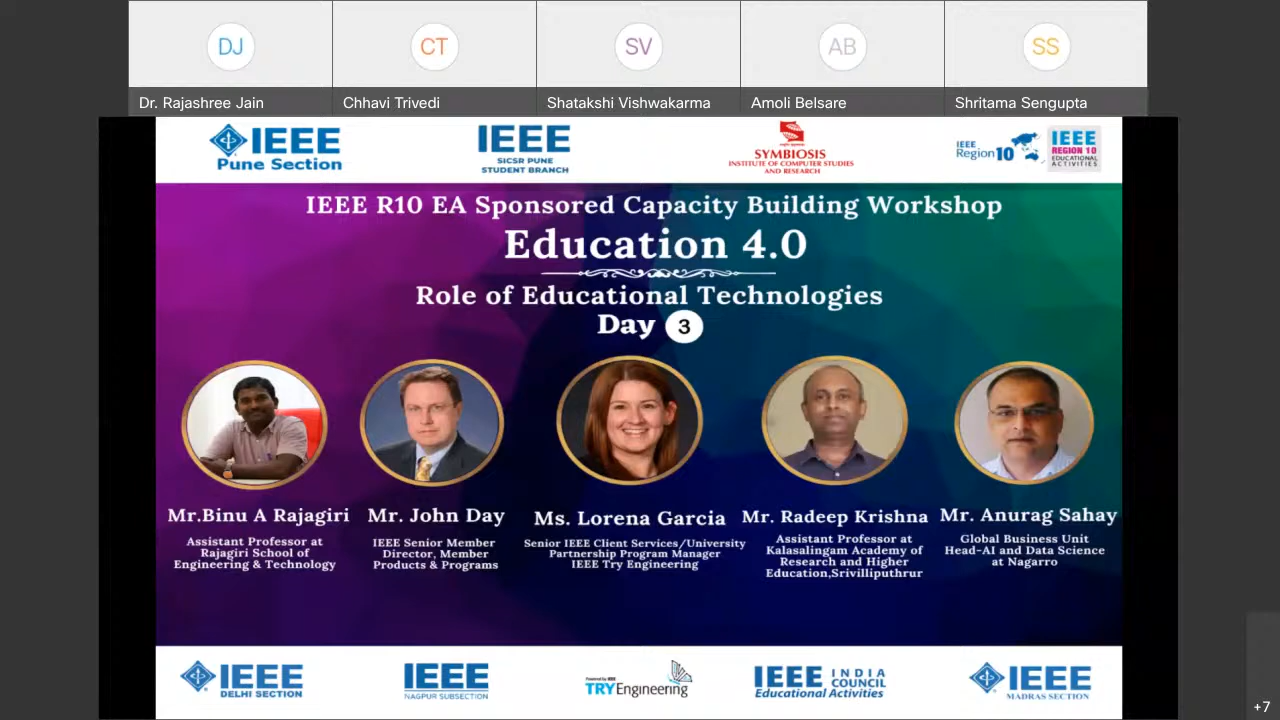 DJ
CT
SV
AB
SS
Dr. Rajashree Jain
Chhavi Trivedi
Shatakshi Vishwakarma
Amoli Belsare
Shritama Sengupta
IEEE
Pune Section
IEEE
SICSR PUNE
STUDENT BRANCH
SYMBIOSIS
INSTITUTE OF COMPUTER STUDIES
AND RESEARCH
IEEE
Region 10
IEEE
REGION 10
EDUCATIONAL
ACTIVITIES
IEEE R10 EA Sponsored Capacity Building Workshop
Education 4.0
Role of Educational Technologies
Day 3
Mr.Binu A Rajagiri
Assistant Professor at
Rajagiri School of
Engineering & Technology
Mr. John Day
IEEE Senior Member
Director, Member
Products & Programs
Ms. Lorena Garcia
Senior IEEE Client Services/University
Partnership Program Manager
IEEE Try Engineering
Mr. Radeep Krishna
Assistant Professor at
Kalasalingam Academy of
Research and Higher
Education,Srivilliputhrur
Mr. Anurag Sahay
Global Business Unit
Head-AI and Data Science
at Nagarro
IEEE
DELHI SECTION
IEEE
NAGPUR SUBSECTION
Powered by IEEE
TRYEngineering
IEEE INDIA
COUNCIL
Educational Activities
IEEE
MADRAS SECTION
+7